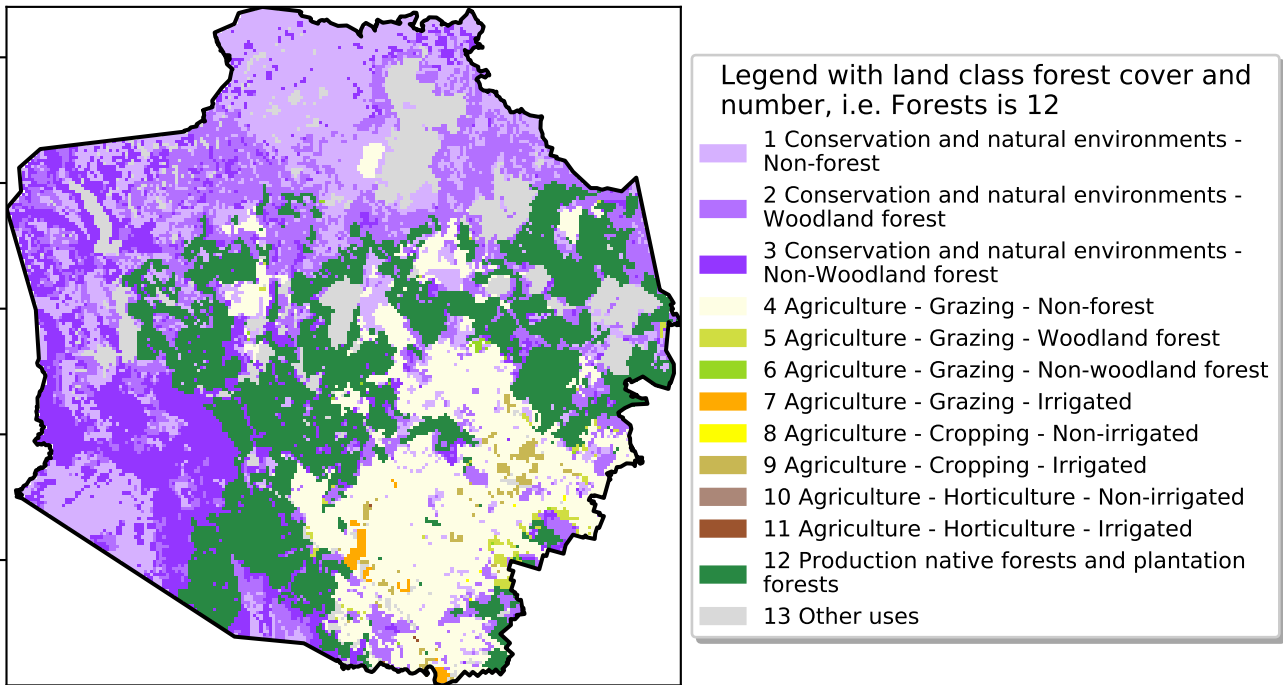 Legend with land class forest cover and
number, i.e. Forests is 12
1 Conservation and natural environments -
Non-forest
2 Conservation and natural environments -
Woodland forest
3 Conservation and natural environments -
Non-Woodland forest
4 Agriculture - Grazing - Non-forest
5 Agriculture - Grazing - Woodland forest
6 Agriculture - Grazing - Non-woodland forest
7 Agriculture - Grazing - Irrigated
8 Agriculture - Cropping - Non-irrigated
9 Agriculture - Cropping - Irrigated
10 Agriculture - Horticulture - Non-irrigated
11 Agriculture - Horticulture - Irrigated
12 Production native forests and plantation
forests
13 Other uses